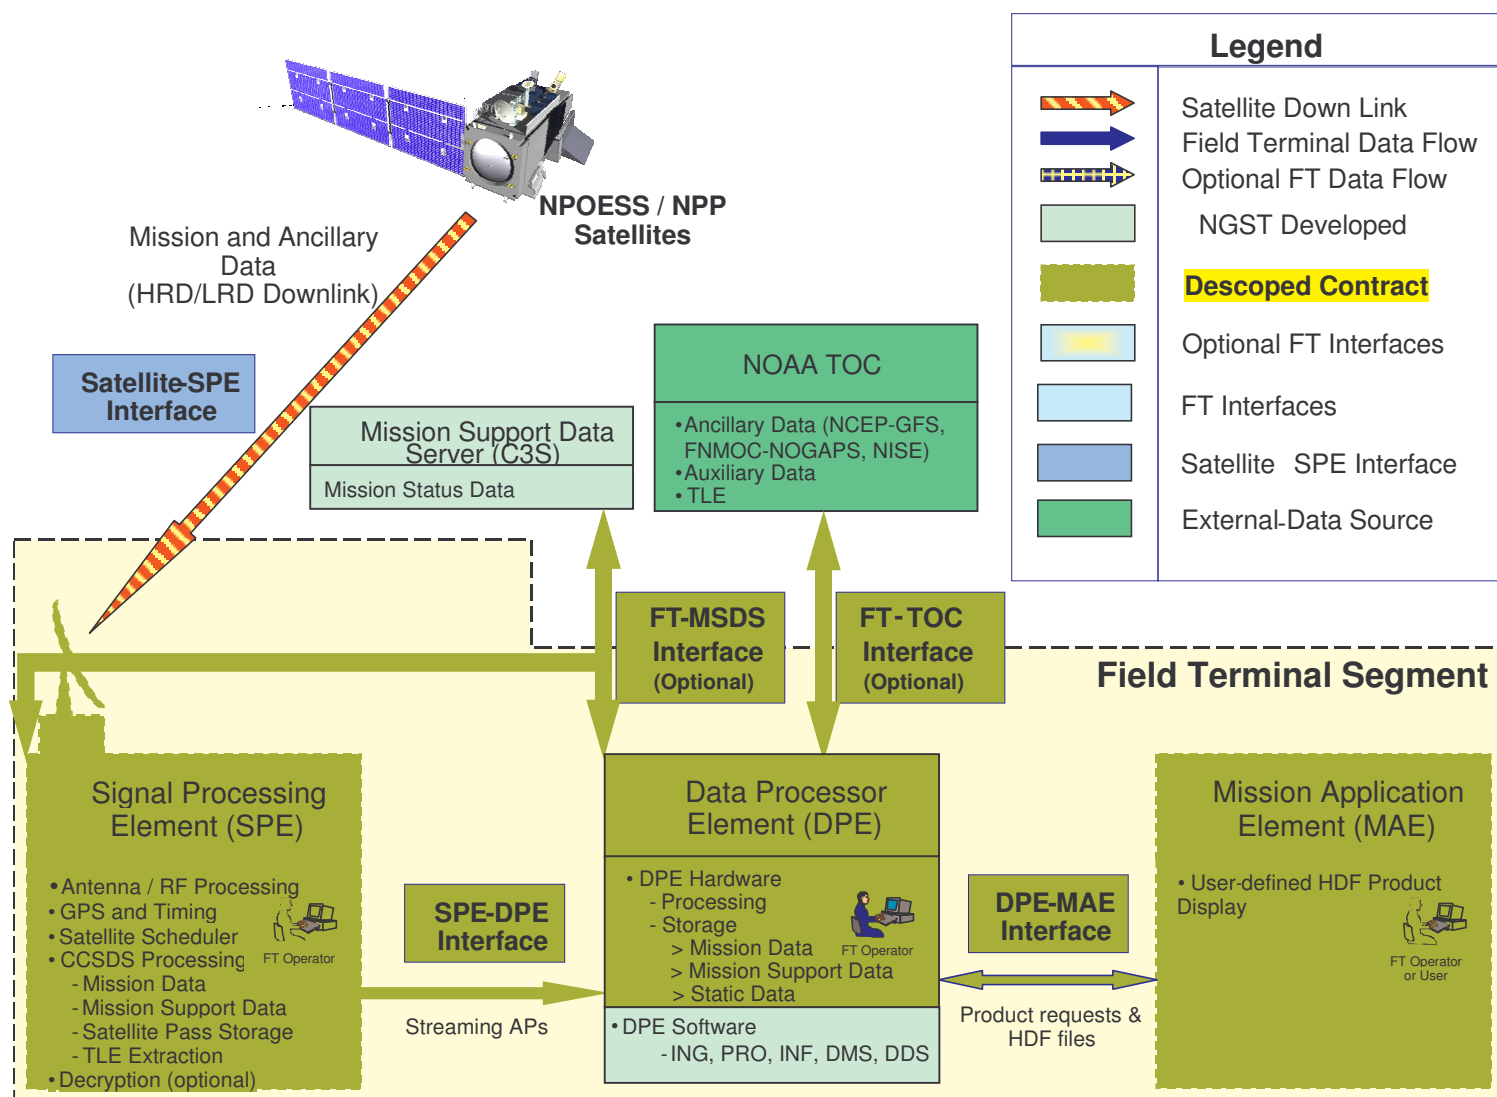 Legend
Satellite Down Link
Field Terminal Data Flow
Optional FT Data Flow
NGST Developed
Descoped Contract
Optional FT Interfaces
FT Interfaces
Satellite SPE Interface
External-Data Source
NPOESS / NPP
Satellites
Mission and Ancillary
Data
(HRD/LRD Downlink)
Satellite-SPE
Interface
Mission Support Data
Server (C3S)
Mission Status Data
NOAA TOC
•Ancillary Data (NCEP-GFS,
FNMOC-NOGAPS, NISE)
•Auxiliary Data
•TLE
FT-MSDS
Interface
(Optional)
FT-TOC
Interface
(Optional)
Field Terminal Segment
Signal Processing
Element (SPE)
•Antenna / RF Processing
•GPS and Timing
•Satellite Scheduler
•CCSDS Processing
-Mission Data
-Mission Support Data
-Satellite Pass Storage
-TLE Extraction
•Decryption (optional)
FT Operator
SPE-DPE
Interface
Streaming APs
Data Processor
Element (DPE)
•DPE Hardware
- Processing
- Storage
> Mission Data
> Mission Support Data
> Static Data
FT Operator
•DPE Software
-ING, PRO, INF, DMS, DDS
DPE-MAE
Interface
Product requests &
HDF files
Mission Application
Element (MAE)
• User-defined HDF Product
Display
FT Operator
or User